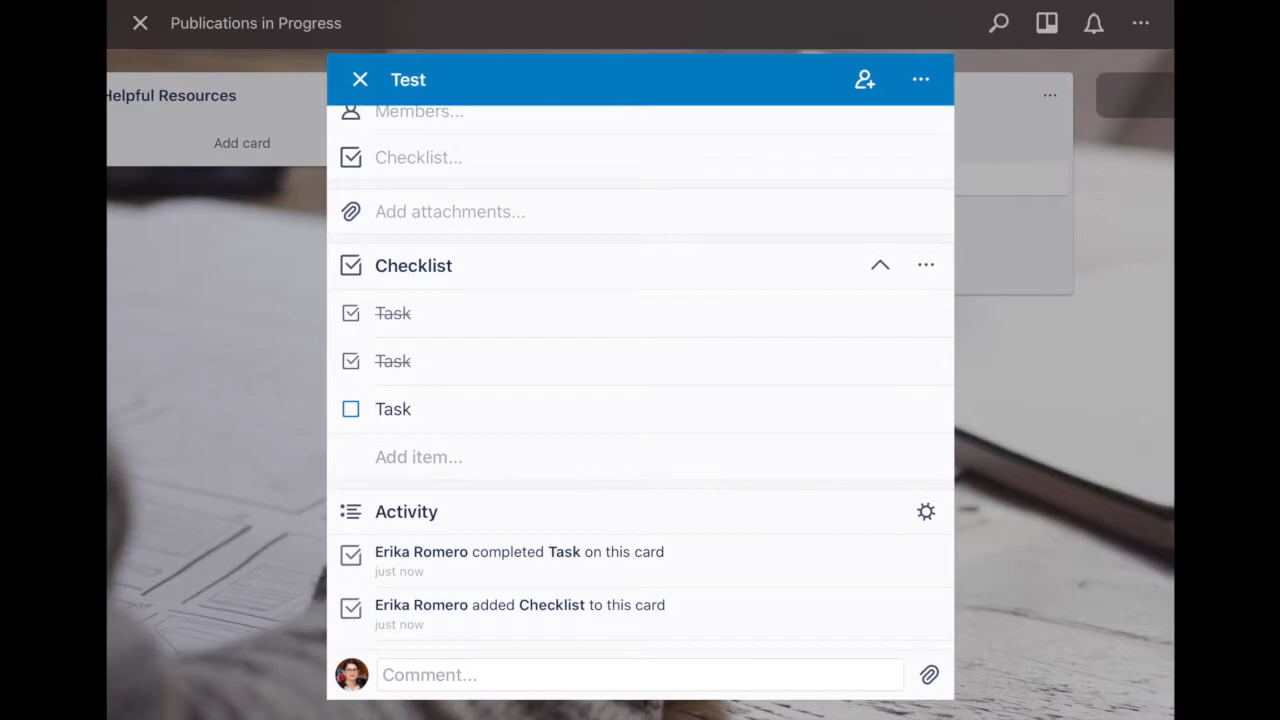 Publications in Progress
Helpful Resources
Add card
Test
Members...
Checklist...
Add attachments...
Checklist
Task
Task
Task
Add item...
Activity
Erika Romero completed Task on this card
just now
Erika Romero added Checklist to this card
just now
Comment...